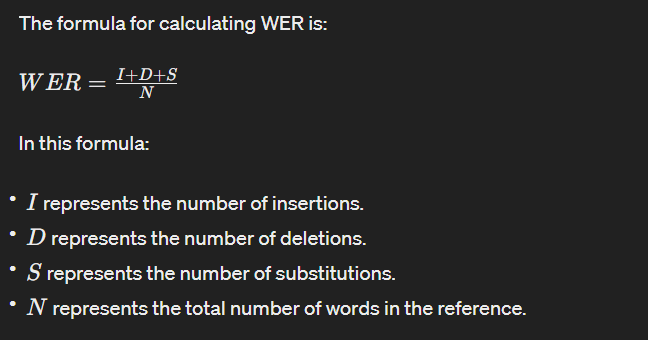 The formula for calculating WER is:
WER = \frac{I+D+S}{N}
In this formula:
• I represents the number of insertions.
• D represents the number of deletions.
• S represents the number of substitutions.
• N represents the total number of words in the reference.